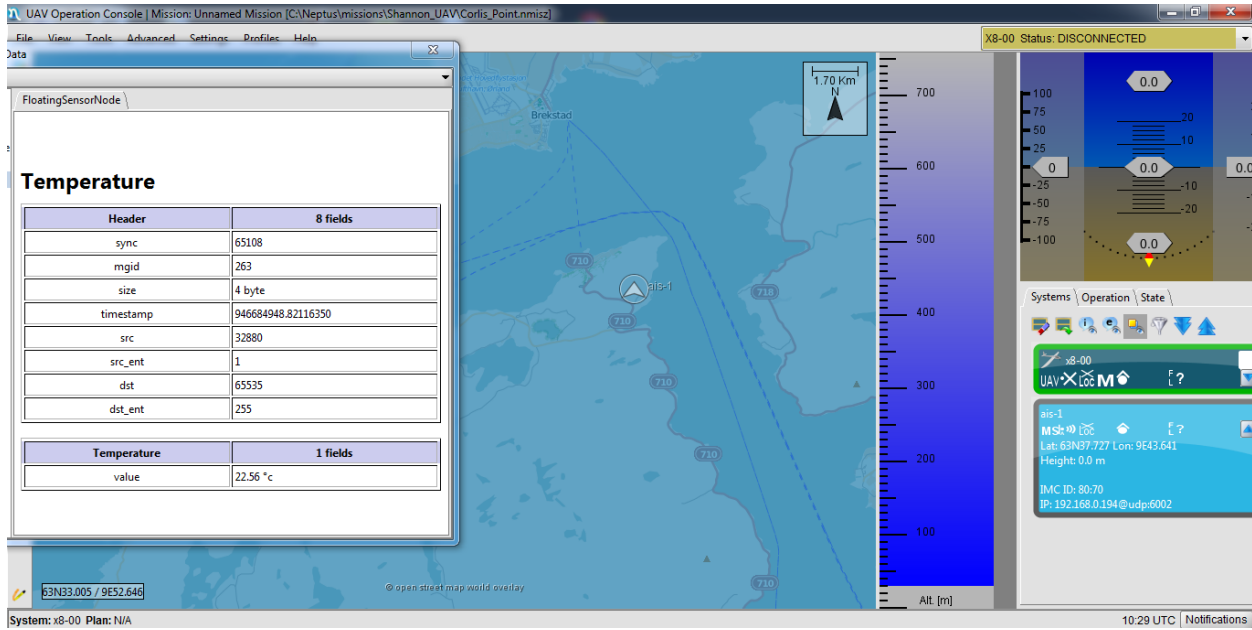 UAV Operation Console | Mission: Unnamed Mission [C:\Neptus\missions\Shannon_UAV\Corlis_Point.nmisz]
File View Tools Advanced Settings Profiles Help
X8-00 Status: DISCONNECTED
Data
FloatingSensorNode
Temperature
Header 8 fields
sync 65108
mgid 263
size 4 byte
timestamp 946684948.82116350
src 32880
src_ent 1
dst 65535
dst_ent 255
Temperature 1 fields
value 22.56 °c
Brekstad
1.70 Km
N
710
ais-1
718
710
710
710
710
63N33.005 / 9E52.646
© open street map world overlay
700
600
500
400
300
200
100
Alt. [m]
100
75
50
25
0
-25
-50
-75
-100
0.0
20
10
0.0
-10
-20
0.0
0.0
Systems Operation State
x8-00
UAV LOC M F L ?
ais-1
LOC F L ?
Lat: 63N37.727 Lon: 9E43.641
Height: 0.0 m
IMC ID: 80:70
IP: 192.168.0.194@udp:6002
System: x8-00 Plan: N/A
10:29 UTC Notifications